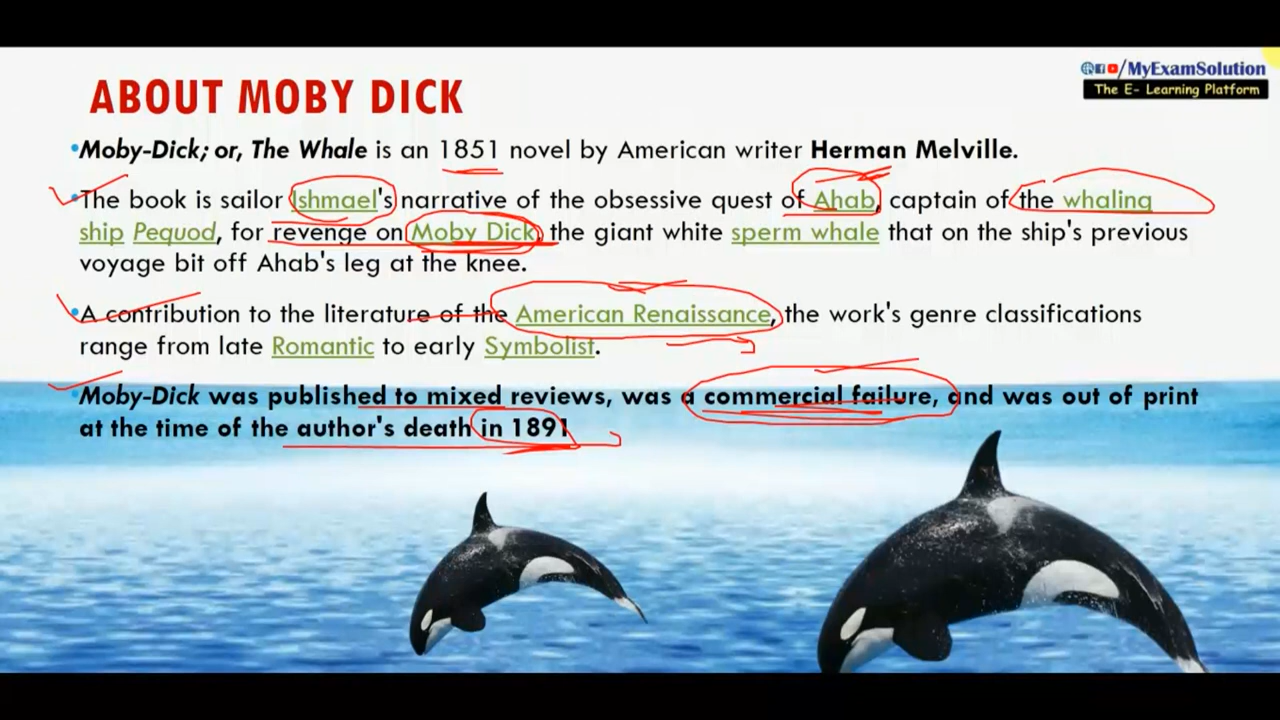 /MyExamSolution
The E- Learning Platform
ABOUT MOBY DICK
•Moby-Dick; or, The Whale is an 1851 novel by American writer Herman Melville.
•The book is sailor Ishmael's narrative of the obsessive quest of Ahab, captain of the whaling
ship Pequod, for revenge on Moby Dick, the giant white sperm whale that on the ship's previous
voyage bit off Ahab's leg at the knee.
•A contribution to the literature of the American Renaissance, the work's genre classifications
range from late Romantic to early Symbolist.
•Moby-Dick was published to mixed reviews, was a commercial failure, and was out of print
at the time of the author's death in 1891